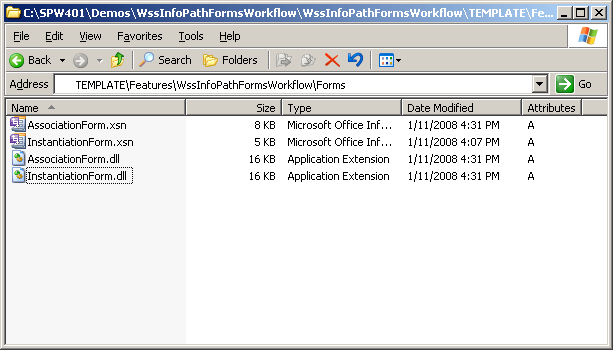 C:\SPW401\Demos\WssInfoPathFormsWorkflow\WssInfoPathFormsWorkflow\TEMPLATE\Fe...
File Edit View Favorites Tools Help
Back Search Folders
Address TEMPLATE\Features\WssInfoPathFormsWorkflow\Forms Go
Name Size Type Date Modified Attributes
AssociationForm.xsn 8 KB Microsoft Office Inf... 1/11/2008 4:31 PM A
InstantiationForm.xsn 5 KB Microsoft Office Inf... 1/11/2008 4:07 PM A
AssociationForm.dll 16 KB Application Extension 1/11/2008 4:31 PM A
InstantiationForm.dll 16 KB Application Extension 1/11/2008 4:31 PM A